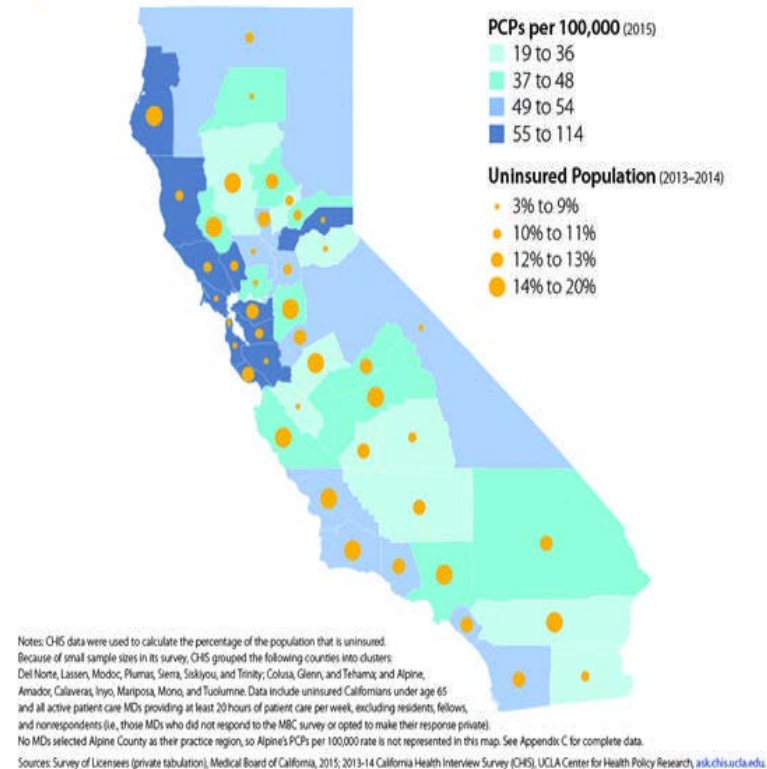 PCPs per 100,000 (2015)
19 to 36
37 to 48
49 to 54
55 to 114
Uninsured Population (2013–2014)
3% to 9%
10% to 11%
12% to 13%
14% to 20%
Notes: CHIS data were used to calculate the percentage of the population that is uninsured.
Because of small sample sizes in its survey, CHIS grouped the following counties into clusters:
Del Norte, Lassen, Modoc, Plumas, Sierra, Siskiyou, and Trinity; Colusa, Glenn, and Tehama; and Alpine,
Amador, Calaveras, Inyo, Mariposa, Mono, and Tuolumne. Data include uninsured Californians under age 65
and all active patient care MDs providing at least 20 hours of patient care per week, excluding residents, fellows,
and nonrespondents (i.e., those MDs who did not respond to the MBC survey or opted to make their response private).
No MDs selected Alpine County as their practice region, so Alpine's PCPs per 100,000 rate is not represented in this map. See Appendix C for complete data.
Sources: Survey of Licensees (private tabulation), Medical Board of California, 2015; 2013-14 California Health Interview Survey (CHIS), UCLA Center for Health Policy Research, ask.chis.ucla.edu.